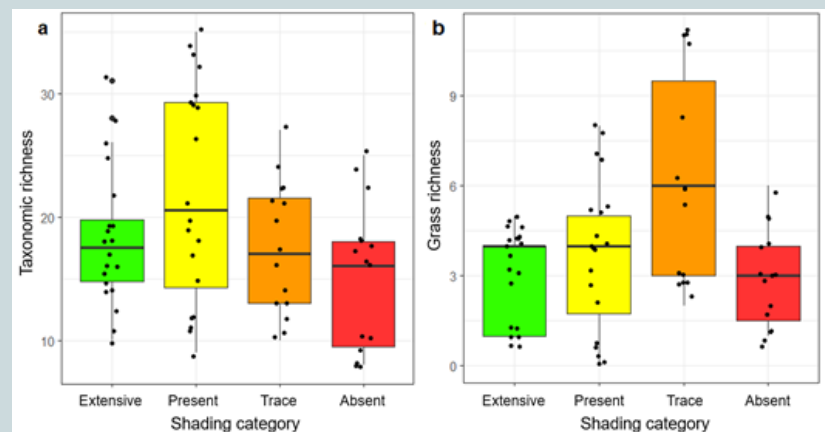 a
Taxonomic richness
30
20
10
Extensive Present Trace Absent
Shading category
b
Grass richness
9
6
3
0
Extensive Present Trace Absent
Shading category